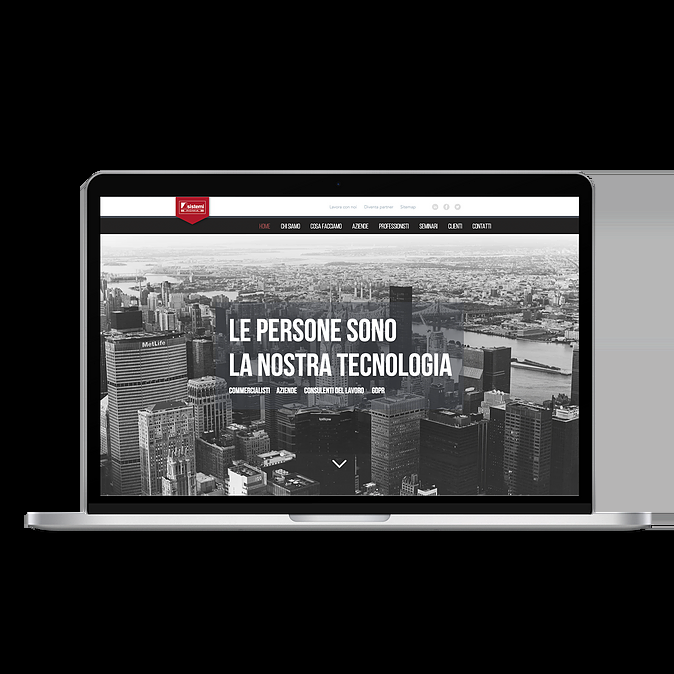 sistemi
Lavora con noi Diventa partner Sitemap
HOME CHI SIAMO COSA FACCIAMO AZIENDE PROFESSIONISTI SEMINARI CLIENTI CONTATTI
MetLife
LE PERSONE SONO
LA NOSTRA TECNOLOGIA
COMMERCIALISTI AZIENDE CONSULENTI DEL LAVORO GDPR